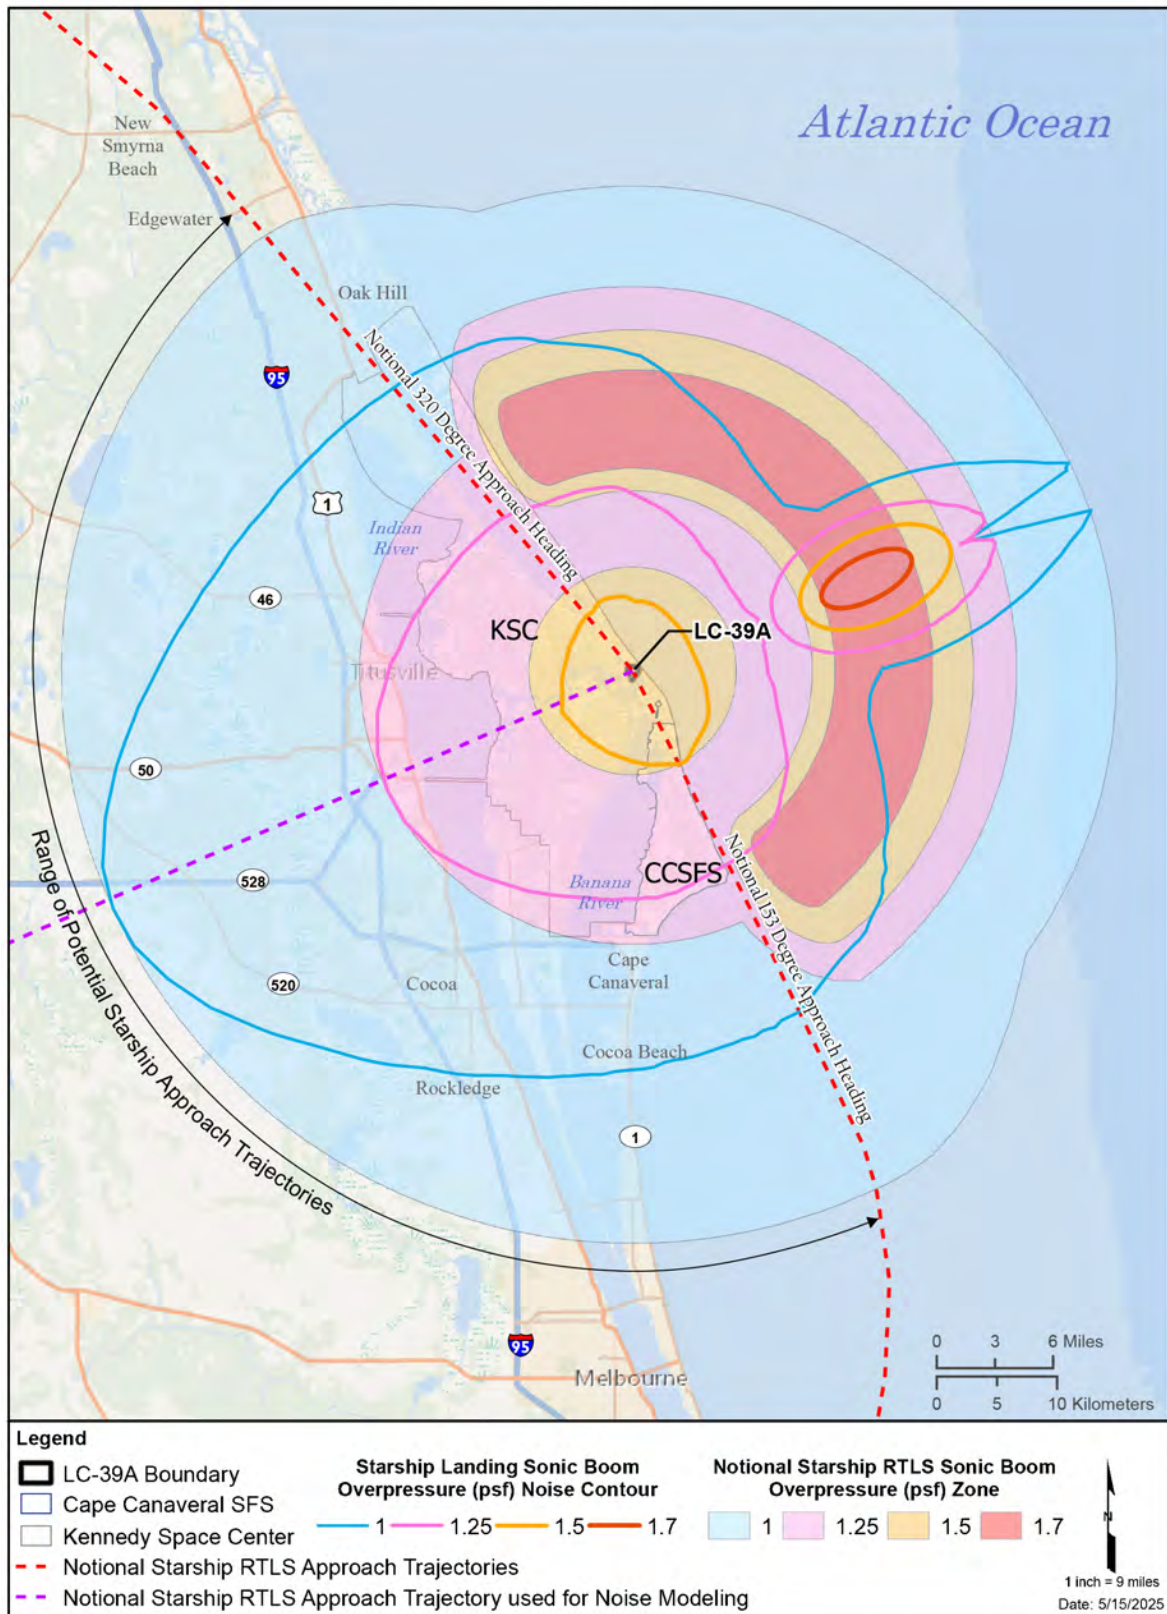 Atlantic Ocean
New
Smyrna
Beach
Edgewater
Oak Hill
95
Notional 320 Degree Approach Heading
1
Indian
River
46
KSC
LC-39A
Titusville
50
Range of Potential Starship Approach Trajectories
528
Banana
River
CCSFS
Notional 153 Degree Approach Heading
520
Cocoa
Cape
Canaveral
Cocoa Beach
Rockledge
1
95
Melbourne
0 3 6 Miles
0 5 10 Kilometers
Legend
LC-39A Boundary
Cape Canaveral SFS
Kennedy Space Center
Notional Starship RTLS Approach Trajectories
Notional Starship RTLS Approach Trajectory used for Noise Modeling
Starship Landing Sonic Boom
Overpressure (psf) Noise Contour
1 1.25 1.5 1.7
Notional Starship RTLS Sonic Boom
Overpressure (psf) Zone
1 1.25 1.5 1.7
N
1 inch = 9 miles
Date: 5/15/2025